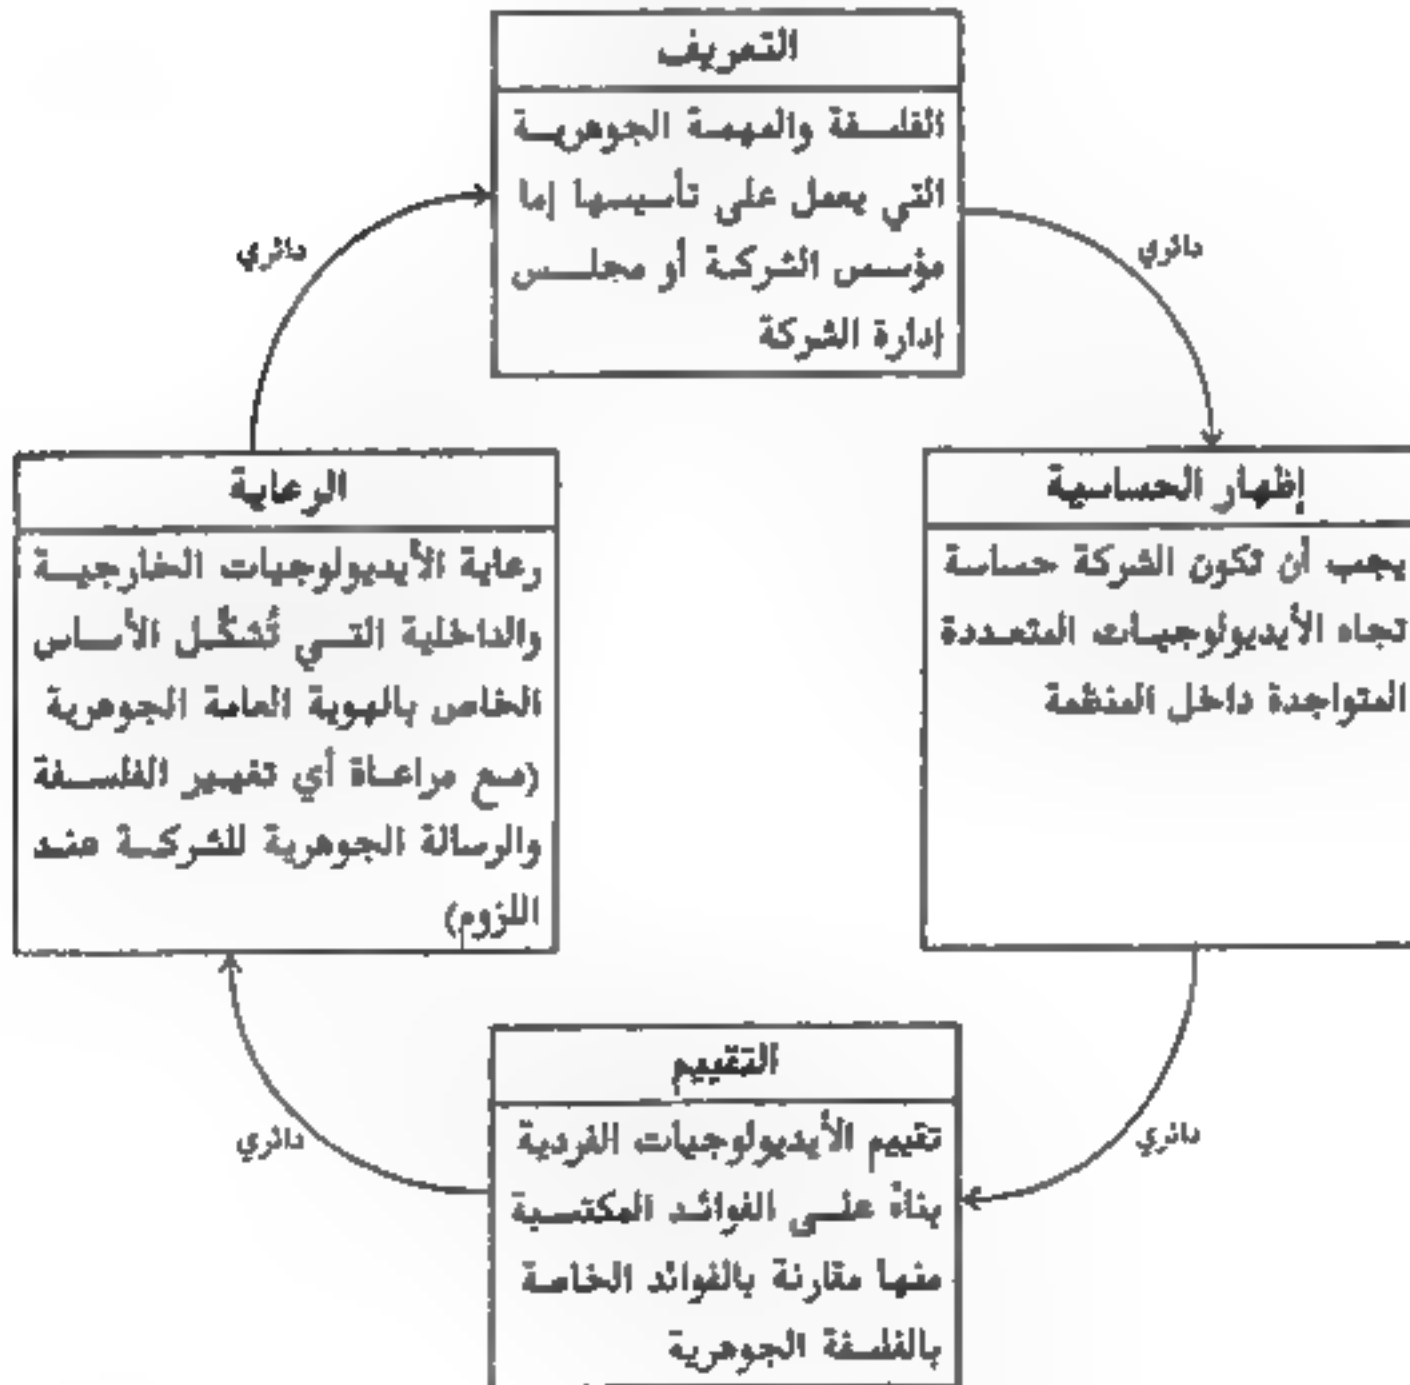 التعريف
الفلسفة والمهمة الجوهرية
التي يعمل على تأسيسها إما
مؤسس الشركة أو مجلس
إدارة الشركة
دائري
دائري
إظهار الحساسية
يجب أن تكون الشركة حساسة
تجاه الأيديولوجيات المتعددة
المتواجدة داخل المنظمة
الرعاية
رعاية الأيديولوجيات الخارجية
والداخلية التي تُشكَّل الأساس
الخاص بالهوية العامة الجوهرية
(مع مراعاة أي تغيير الفلسفة
والرسالة الجوهرية للشركة عند
اللزوم)
دائري
دائري
التقييم
تقييم الأيديولوجيات الفردية
بناءً على الفوائد المكتسبة
منها مقارنة بالفوائد الخاصة
بالفلسفة الجوهرية